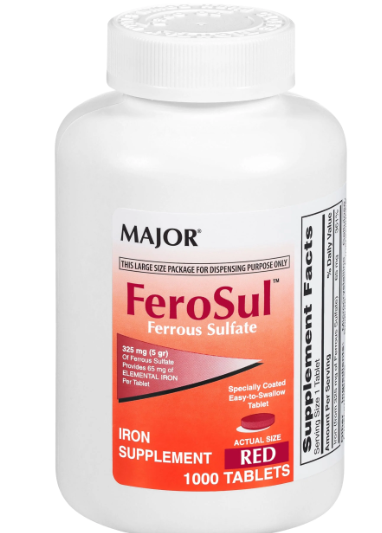 MAJOR®
THIS LARGE SIZE PACKAGE FOR DISPENSING PURPOSE ONLY
FeroSul™
Ferrous Sulfate
325 mg (5 gr)
Of Ferrous Sulfate
Provides 65 mg of
ELEMENTAL IRON
Per Tablet
Specially Coated
Easy-to-Swallow
Tablet
ACTUAL SIZE
RED
IRON
SUPPLEMENT
1000 TABLETS
Supplement Facts
Serving Size 1 Tablet
Amount Per Serving % Daily Value